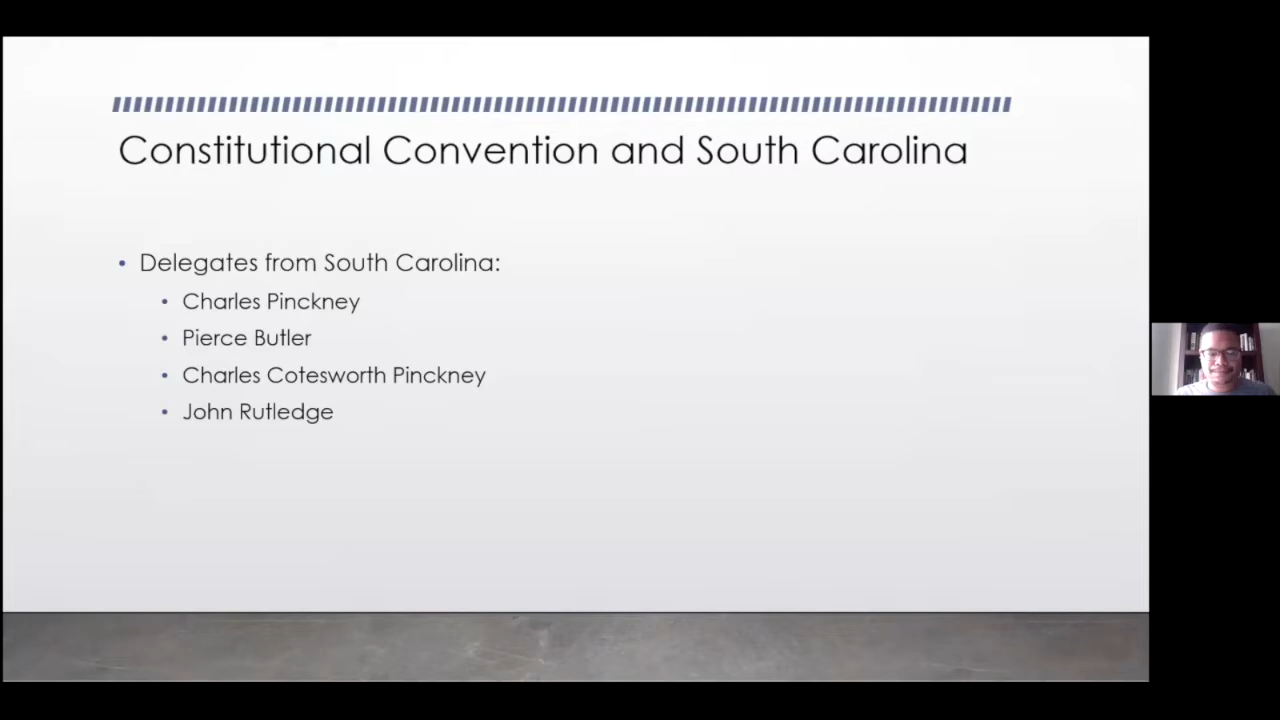 Constitutional Convention and South Carolina
• Delegates from South Carolina:
• Charles Pinckney
• Pierce Butler
• Charles Cotesworth Pinckney
• John Rutledge